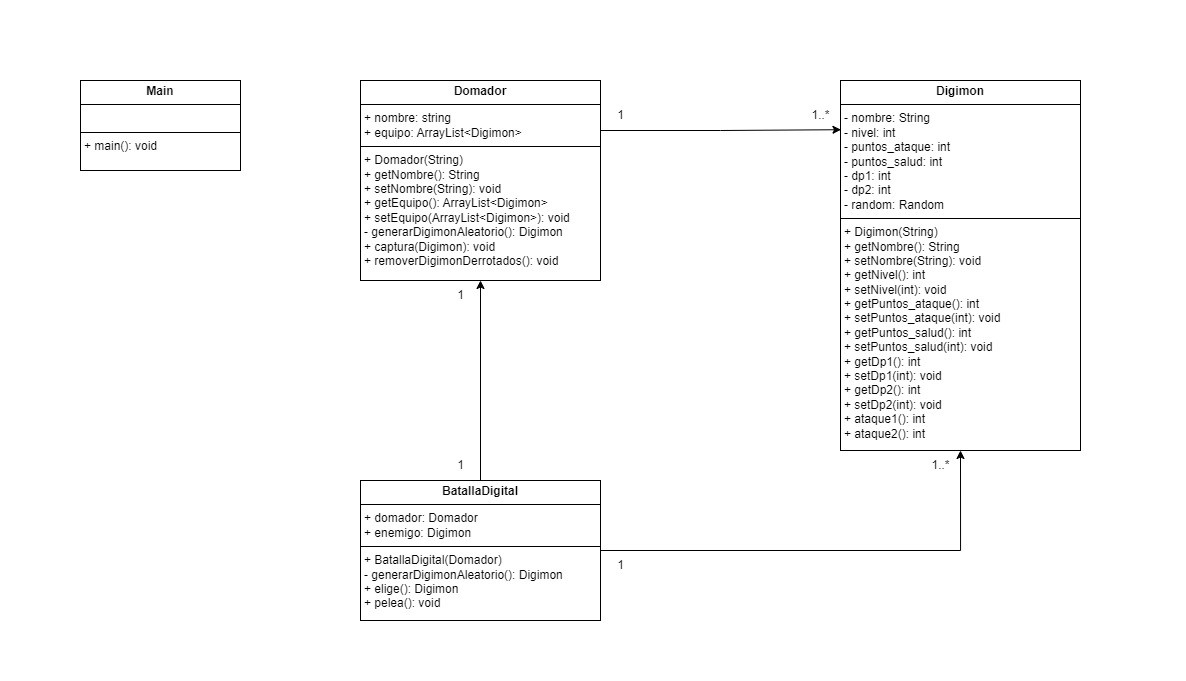 Main
+ main(): void
Domador
+ nombre: string
+ equipo: ArrayList<Digimon>
+ Domador(String)
+ getNombre(): String
+ setNombre(String): void
+ getEquipo(): ArrayList<Digimon>
+ setEquipo(ArrayList<Digimon>): void
- generarDigimonAleatorio(): Digimon
+ captura(Digimon): void
+ removerDigimonDerrotados(): void
1
1..*
Digimon
- nombre: String
- nivel: int
- puntos_ataque: int
- puntos_salud: int
- dp1: int
- dp2: int
- random: Random
+ Digimon(String)
+ getNombre(): String
+ setNombre(String): void
+ getNivel(): int
+ setNivel(int): void
+ getPuntos_ataque(): int
+ setPuntos_ataque(int): void
+ getPuntos_salud(): int
+ setPuntos_salud(int): void
+ getDp1(): int
+ setDp1(int): void
+ getDp2(): int
+ setDp2(int): void
+ ataque1(): int
+ ataque2(): int
1
1
1..*
BatallaDigital
+ domador: Domador
+ enemigo: Digimon
+ BatallaDigital(Domador)
- generarDigimonAleatorio(): Digimon
+ elige(): Digimon
+ pelea(): void
1